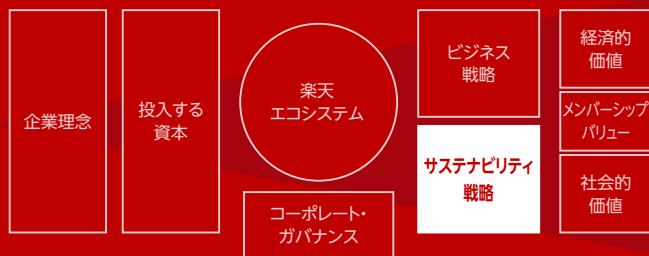 企業理念
投入する
資本
楽天
エコシステム
コーポレート・
ガバナンス
ビジネス
戦略
サステナビリティ
戦略
経済的
価値
メンバーシップ
バリュー
社会的
価値